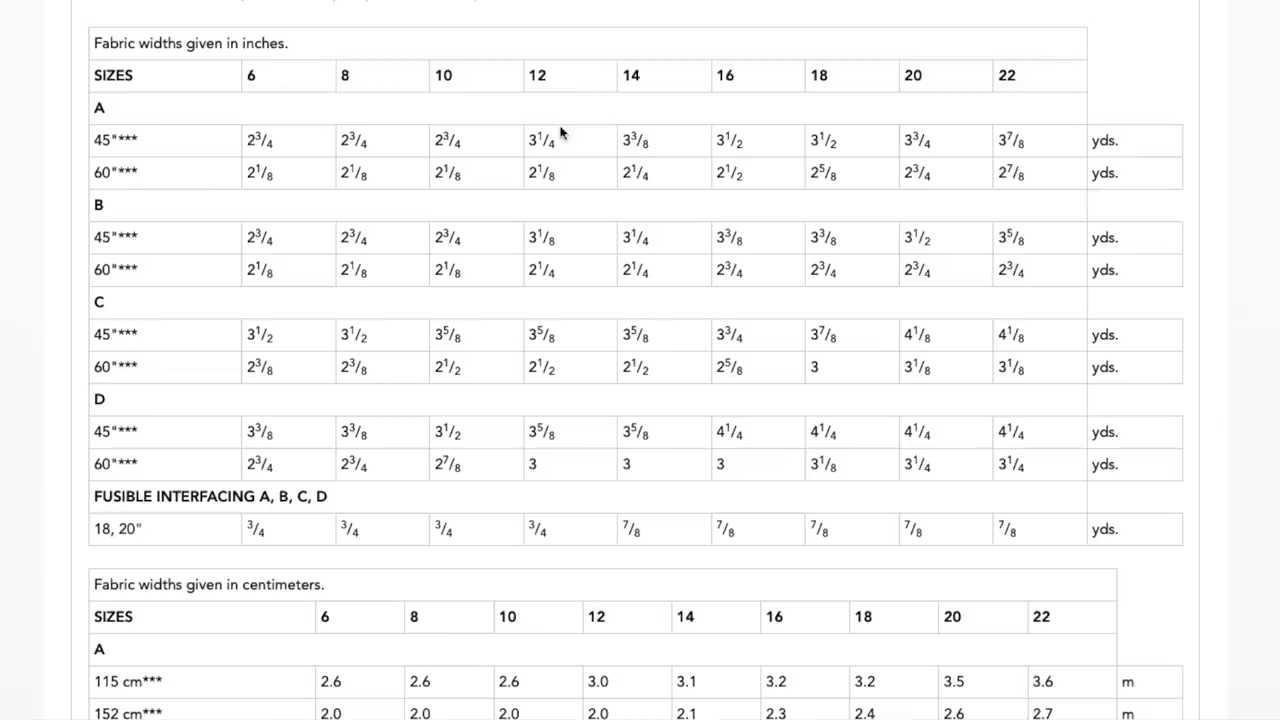 Fabric widths given in inches.
SIZES 6 8 10 12 14 16 18 20 22
A
45"*** 2 3/4 2 3/4 2 3/4 3 1/4 3 3/8 3 1/2 3 1/2 3 3/4 3 7/8 yds.
60"*** 2 1/8 2 1/8 2 1/8 2 1/8 2 1/4 2 1/2 2 5/8 2 3/4 2 7/8 yds.
B
45"*** 2 3/4 2 3/4 2 3/4 3 1/8 3 1/4 3 3/8 3 3/8 3 1/2 3 5/8 yds.
60"*** 2 1/8 2 1/8 2 1/8 2 1/4 2 1/4 2 3/4 2 3/4 2 3/4 2 3/4 yds.
C
45"*** 3 1/2 3 1/2 3 5/8 3 5/8 3 5/8 3 3/4 3 7/8 4 1/8 4 1/8 yds.
60"*** 2 3/8 2 3/8 2 1/2 2 1/2 2 1/2 2 5/8 3 3 1/8 3 1/8 yds.
D
45"*** 3 3/8 3 3/8 3 1/2 3 5/8 3 5/8 4 1/4 4 1/4 4 1/4 4 1/4 yds.
60"*** 2 3/4 2 3/4 2 7/8 3 3 3 3 1/8 3 1/4 3 1/4 yds.
FUSIBLE INTERFACING A, B, C, D
18, 20" 3/4 3/4 3/4 3/4 7/8 7/8 7/8 7/8 7/8 yds.
Fabric widths given in centimeters.
SIZES 6 8 10 12 14 16 18 20 22
A
115 cm*** 2.6 2.6 2.6 3.0 3.1 3.2 3.2 3.5 3.6 m
152 cm*** 2.0 2.0 2.0 2.0 2.1 2.3 2.4 2.6 2.7 m